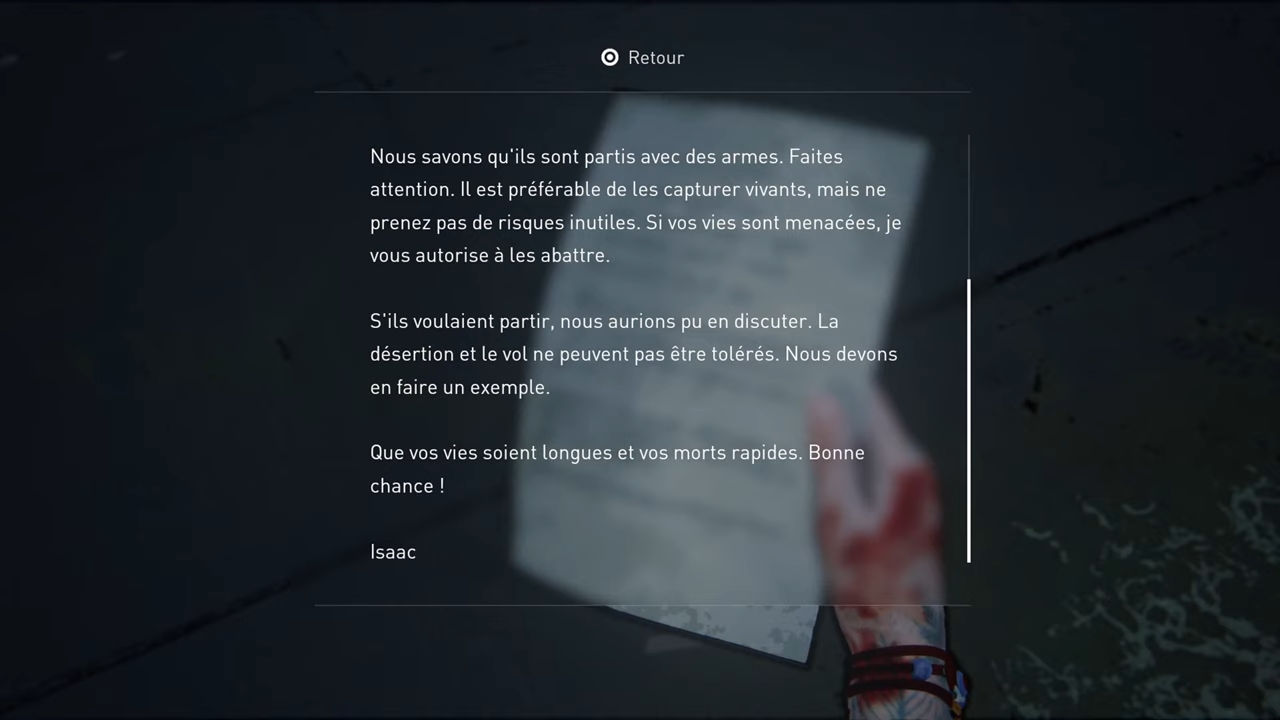 Retour
Nous savons qu'ils sont partis avec des armes. Faites
attention. Il est préférable de les capturer vivants, mais ne
prenez pas de risques inutiles. Si vos vies sont menacées, je
vous autorise à les abattre.
S'ils voulaient partir, nous aurions pu en discuter. La
désertion et le vol ne peuvent pas être tolérés. Nous devons
en faire un exemple.
Que vos vies soient longues et vos morts rapides. Bonne
chance !
Isaac